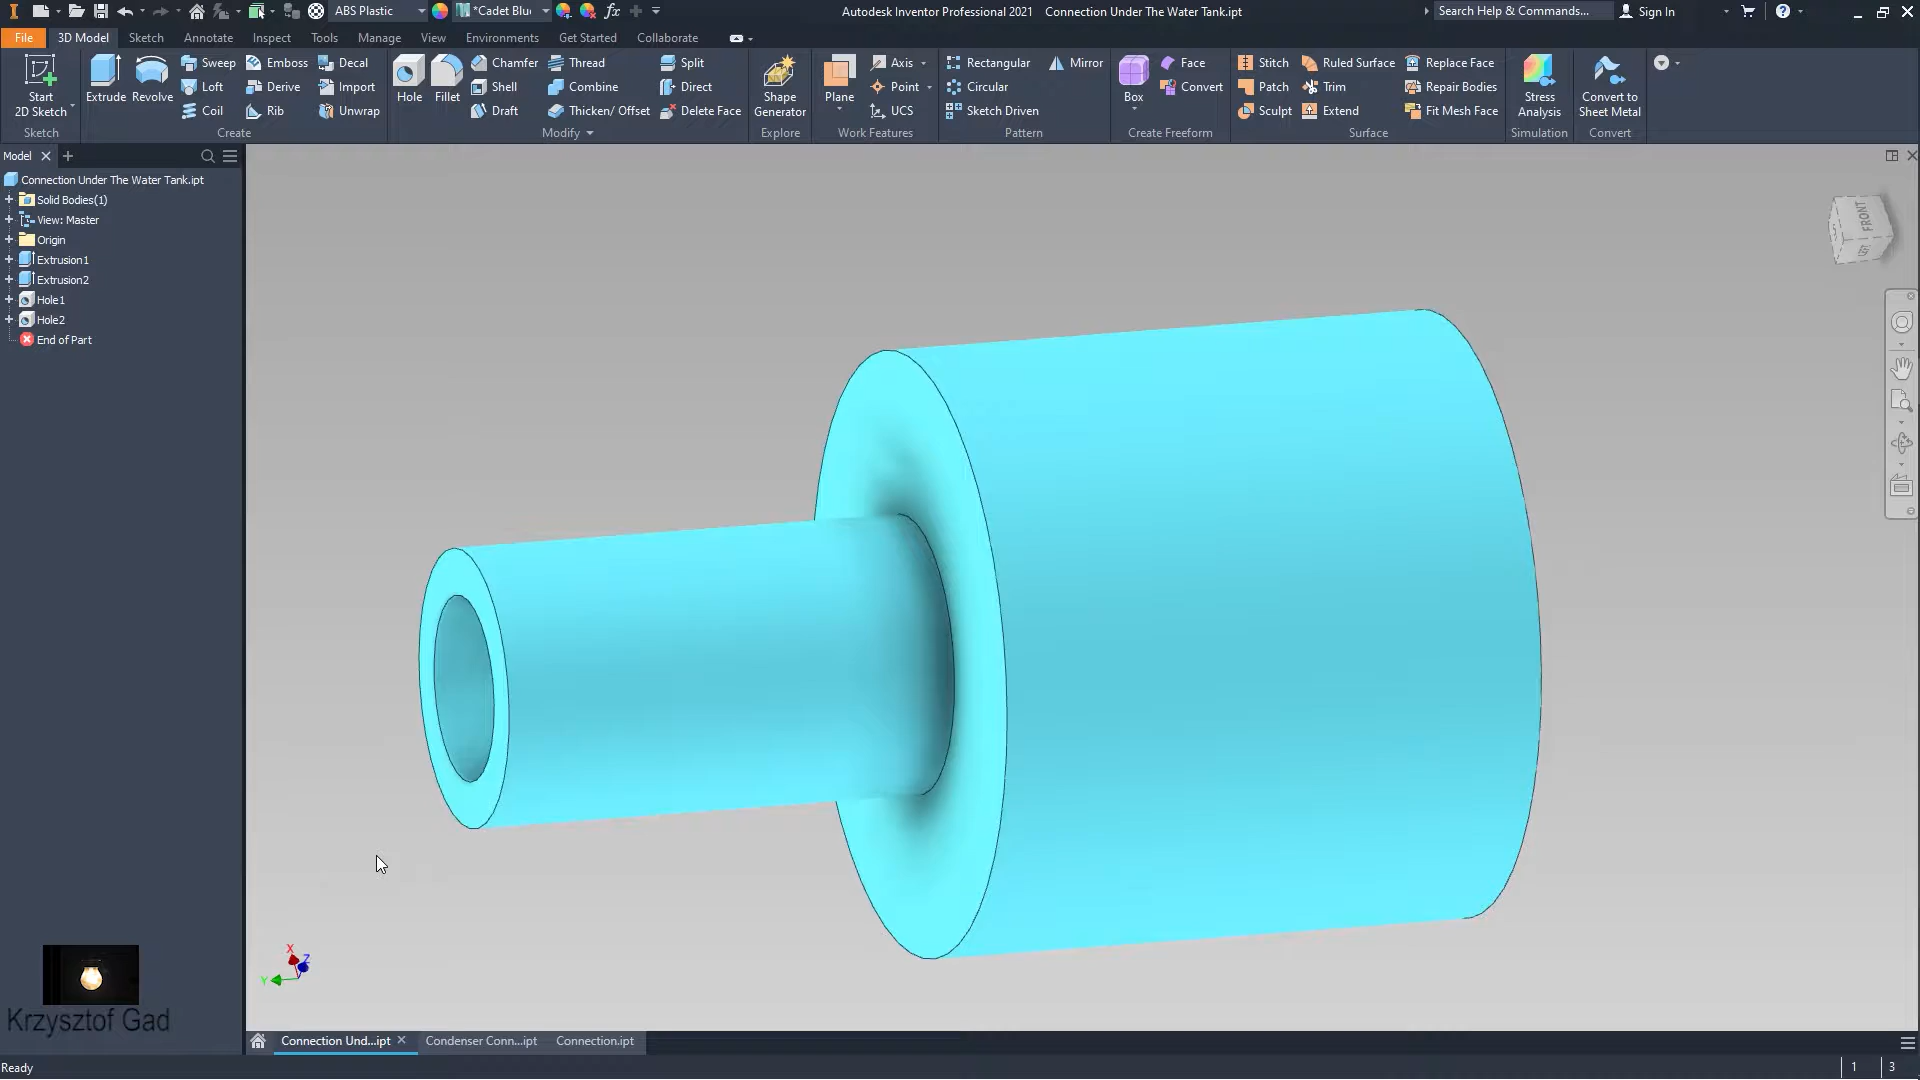 ABS Plastic
*Cadet Blu
fx
Autodesk Inventor Professional 2021 Connection Under The Water Tank.ipt
Search Help & Commands...
Sign In
File 3D Model Sketch Annotate Inspect Tools Manage View Environments Get Started Collaborate
Start
2D Sketch
Extrude
Revolve
Sweep
Loft
Coil
Emboss
Derive
Rib
Decal
Import
Unwrap
Hole
Fillet
Chamfer
Shell
Draft
Thread
Combine
Thicken/ Offset
Split
Direct
Delete Face
Shape
Generator
Plane
Axis
Point
UCS
Rectangular
Circular
Sketch Driven
Mirror
Box
Face
Convert
Stitch
Patch
Sculpt
Ruled Surface
Trim
Extend
Replace Face
Repair Bodies
Fit Mesh Face
Stress
Analysis
Convert to
Sheet Metal
Sketch Create Modify Explore Work Features Pattern Create Freeform Surface Simulation Convert
Model
Connection Under The Water Tank.ipt
Solid Bodies(1)
View: Master
Origin
Extrusion1
Extrusion2
Hole1
Hole2
End of Part
FRONT
X
Z
Y
Krzysztof Gad
Connection Und...ipt Condenser Conn...ipt Connection.ipt
Ready
1 3